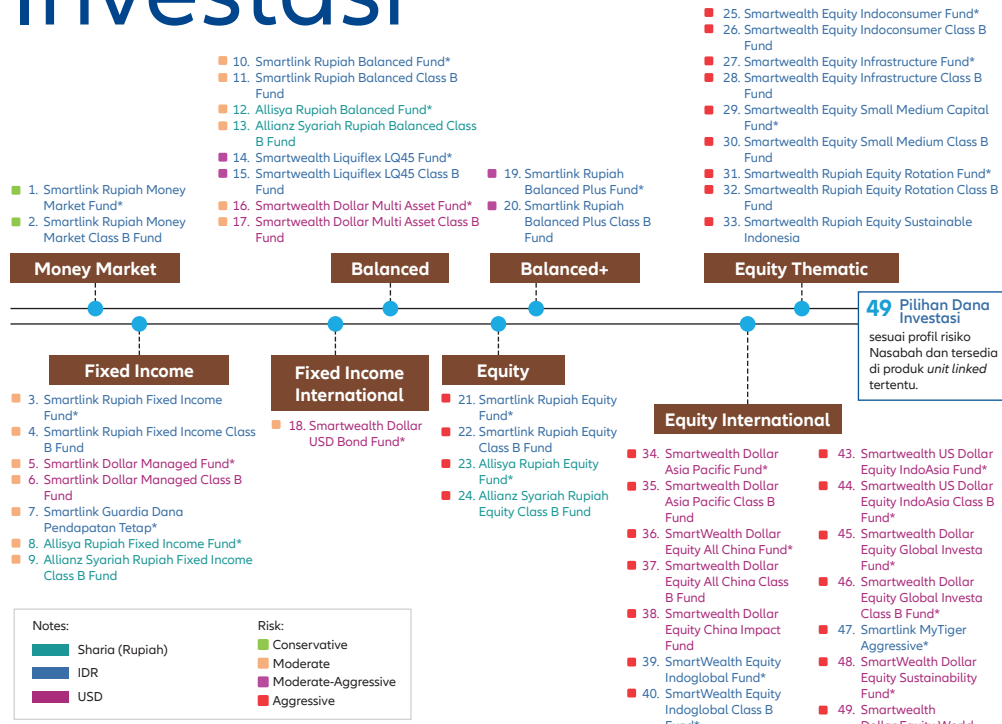 Investasi
10. Smartlink Rupiah Balanced Fund*
11. Smartlink Rupiah Balanced Class B
Fund
12. Allisya Rupiah Balanced Fund*
13. Allianz Syariah Rupiah Balanced Class
B Fund
14. Smartwealth Liquiflex LQ45 Fund*
15. Smartwealth Liquiflex LQ45 Class B
Fund
16. Smartwealth Dollar Multi Asset Fund*
17. Smartwealth Dollar Multi Asset Class B
Fund
1. Smartlink Rupiah Money
Market Fund*
2. Smartlink Rupiah Money
Market Class B Fund
19. Smartlink Rupiah
Balanced Plus Fund*
20. Smartlink Rupiah
Balanced Plus Class B
Fund
25. Smartwealth Equity Indoconsumer Fund*
26. Smartwealth Equity Indoconsumer Class B
Fund
27. Smartwealth Equity Infrastructure Fund*
28. Smartwealth Equity Infrastructure Class B
Fund
29. Smartwealth Equity Small Medium Capital
Fund*
30. Smartwealth Equity Small Medium Class B
Fund
31. Smartwealth Rupiah Equity Rotation Fund*
32. Smartwealth Rupiah Equity Rotation Class B
Fund
33. Smartwealth Rupiah Equity Sustainable
Indonesia
Money Market
Balanced
Balanced+
Equity Thematic
49 Pilihan Dana
Investasi
sesuai profil risiko
Nasabah dan tersedia
di produk unit linked
tertentu.
Fixed Income
3. Smartlink Rupiah Fixed Income
Fund*
4. Smartlink Rupiah Fixed Income Class
B Fund
5. Smartlink Dollar Managed Fund*
6. Smartlink Dollar Managed Class B
Fund
7. Smartlink Guardia Dana
Pendapatan Tetap*
8. Allisya Rupiah Fixed Income Fund*
9. Allianz Syariah Rupiah Fixed Income
Class B Fund
Fixed Income
International
18. Smartwealth Dollar
USD Bond Fund*
Equity
21. Smartlink Rupiah Equity
Fund*
22. Smartlink Rupiah Equity
Class B Fund
23. Allisya Rupiah Equity
Fund*
24. Allianz Syariah Rupiah
Equity Class B Fund
Equity International
34. Smartwealth Dollar
Asia Pacific Fund*
35. Smartwealth Dollar
Asia Pacific Class B
Fund
36. SmartWealth Dollar
Equity All China Fund*
37. Smartwealth Dollar
Equity All China Class
B Fund
38. Smartwealth Dollar
Equity China Impact
Fund
39. SmartWealth Equity
Indoglobal Fund*
40. SmartWealth Equity
Indoglobal Class B
Fund*
43. Smartwealth US Dollar
Equity IndoAsia Fund*
44. Smartwealth US Dollar
Equity IndoAsia Class B
Fund*
45. Smartwealth Dollar
Equity Global Investa
Fund*
46. Smartwealth Dollar
Equity Global Investa
Class B Fund*
47. Smartlink MyTiger
Aggressive*
48. SmartWealth Dollar
Equity Sustainability
Fund*
49. Smartwealth
Dollar Equity World
Notes:
Sharia (Rupiah)
IDR
USD
Risk:
Conservative
Moderate
Moderate-Aggressive
Aggressive